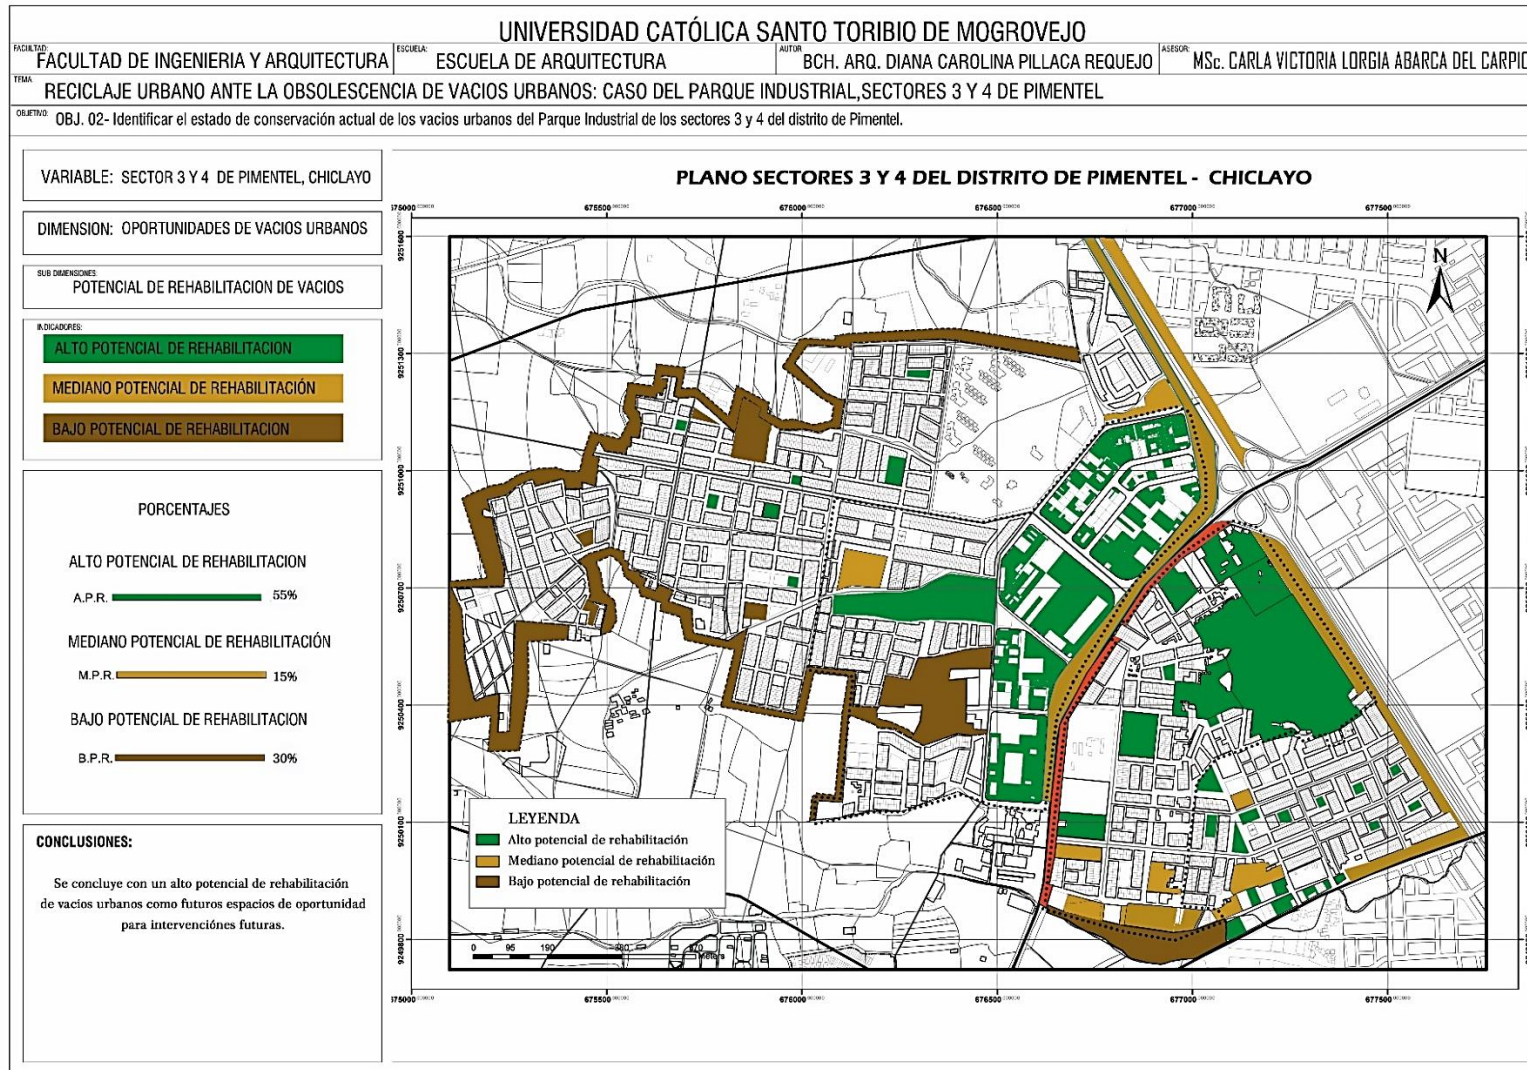 UNIVERSIDAD CATÓLICA SANTO TORIBIO DE MOGROVEJO
FACULTAD:
FACULTAD DE INGENIERIA Y ARQUITECTURA
ESCUELA:
ESCUELA DE ARQUITECTURA
AUTOR
BCH. ARQ. DIANA CAROLINA PILLACA REQUEJO
ASESOR:
MSc. CARLA VICTORIA LORGIA ABARCA DEL CARPIO
TEMA
RECICLAJE URBANO ANTE LA OBSOLESCENCIA DE VACIOS URBANOS: CASO DEL PARQUE INDUSTRIAL,SECTORES 3 Y 4 DE PIMENTEL
OBJETIVO:
OBJ. 02- Identificar el estado de conservación actual de los vacios urbanos del Parque Industrial de los sectores 3 y 4 del distrito de Pimentel.
VARIABLE: SECTOR 3 Y 4 DE PIMENTEL, CHICLAYO
DIMENSION: OPORTUNIDADES DE VACIOS URBANOS
SUB DIMENSIONES:
POTENCIAL DE REHABILITACION DE VACIOS
INDICADORES:
ALTO POTENCIAL DE REHABILITACION
MEDIANO POTENCIAL DE REHABILITACIÓN
BAJO POTENCIAL DE REHABILITACION
PORCENTAJES
ALTO POTENCIAL DE REHABILITACION
A.P.R. 55%
MEDIANO POTENCIAL DE REHABILITACIÓN
M.P.R. 15%
BAJO POTENCIAL DE REHABILITACION
B.P.R. 30%
CONCLUSIONES:
Se concluye con un alto potencial de rehabilitación
de vacios urbanos como futuros espacios de oportunidad
para intervenciónes futuras.
PLANO SECTORES 3 Y 4 DEL DISTRITO DE PIMENTEL - CHICLAYO
675000 675500 676000 676500 677000 677500
9251600
9251300
9251000
9250700
9250400
9250100
9249800
N
LEYENDA
Alto potencial de rehabilitación
Mediano potencial de rehabilitación
Bajo potencial de rehabilitación
0 95 190
Meters
675000 675500 676000 676500 677000 677500